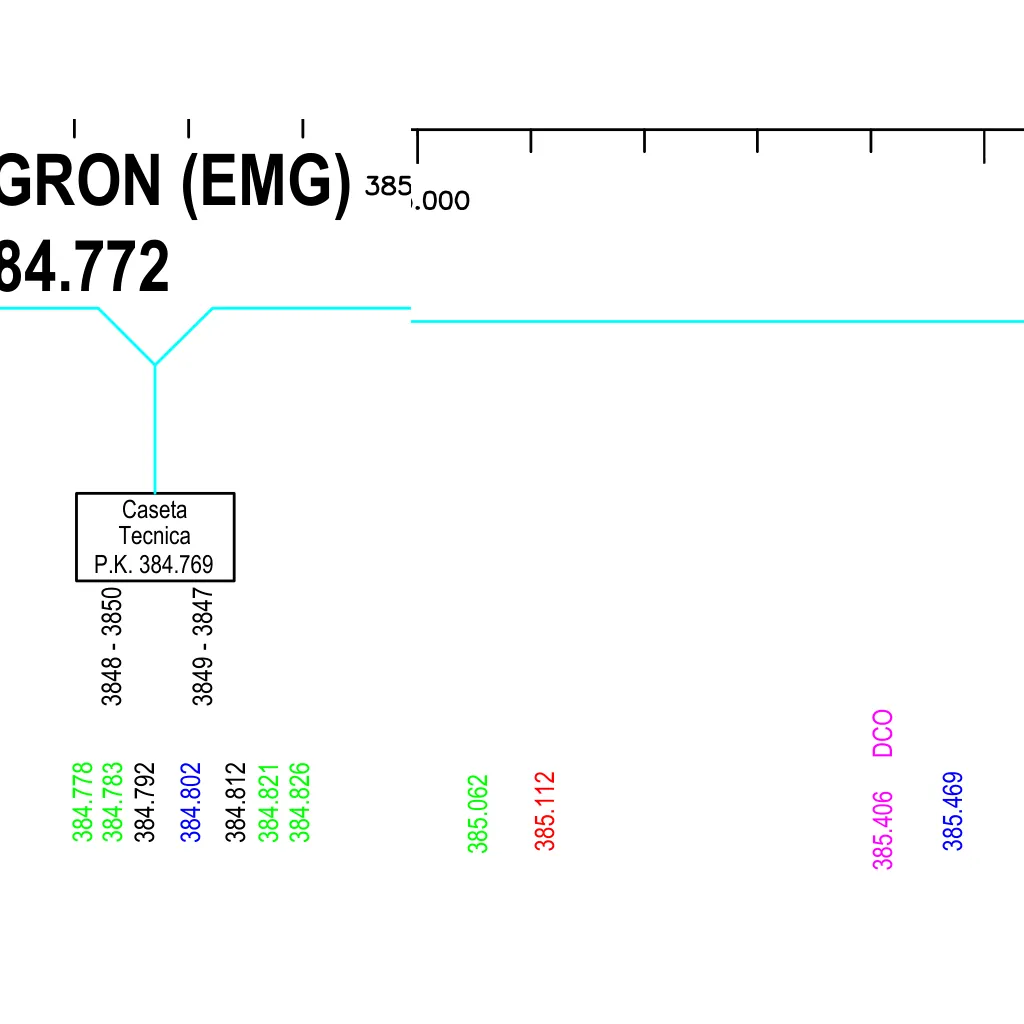 GRON (EMG)
385
.000
84.772
Caseta
Tecnica
P.K. 384.769
3848 - 3850
3849 - 3847
384.778
384.783
384.792
384.802
384.812
384.821
384.826
385.062
385.112
385.406 DCO
385.469